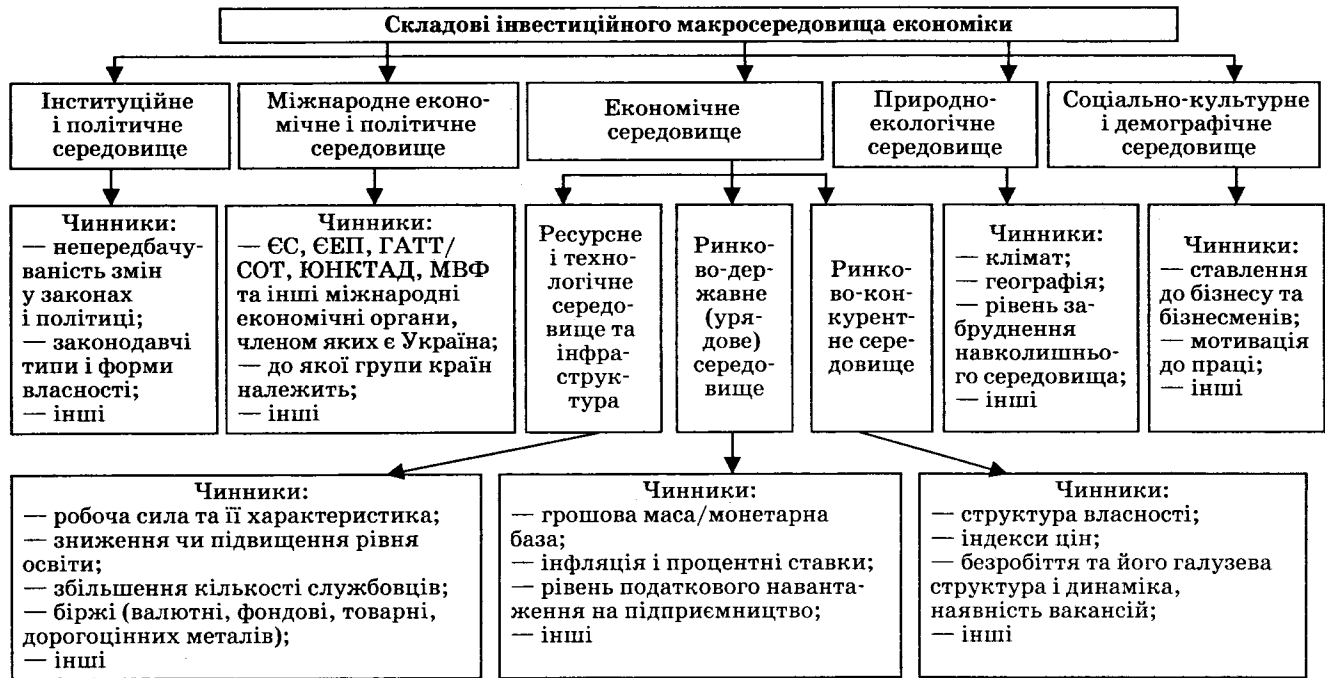 Складові інвестиційного макросередовища економіки
Інституційне
і політичне
середовище
Міжнародне еконо-
мічне і політичне
середовище
Економічне
середовище
Природно-
екологічне
середовище
Соціально-культурне
і демографічне
середовище
Чинники:
— непередбачу-
ваність змін
у законах
і політиці;
— законодавчі
типи і форми
власності;
— інші
Чинники:
— ЄС, ЄЕП, ГАТТ/
СОТ, ЮНКТАД, МВФ
та інші міжнародні
економічні органи,
членом яких є Україна;
— до якої групи країн
належить;
— інші
Ресурсне
і техно-
логічне
середо-
вище та
інфра-
струк-
тура
Ринко-
во-дер-
жавне
(уря-
дове)
середо-
вище
Ринко-
во-кон-
курент-
не сере-
довище
Чинники:
— клімат;
— географія;
— рівень за-
бруднення
навколишньо-
го середовища;
— інші
Чинники:
— ставлення
до бізнесу та
бізнесменів;
— мотивація
до праці;
— інші
Чинники:
— робоча сила та її характеристика;
— зниження чи підвищення рівня
освіти;
— збільшення кількості службовців;
— біржі (валютні, фондові, товарні,
дорогоцінних металів);
— інші
Чинники:
— грошова маса/монетарна
база;
— інфляція і процентні ставки;
— рівень податкового наванта-
ження на підприємництво;
— інші
Чинники:
— структура власності;
— індекси цін;
— безробіття та його галузева
структура і динаміка,
наявність вакансій;
— інші